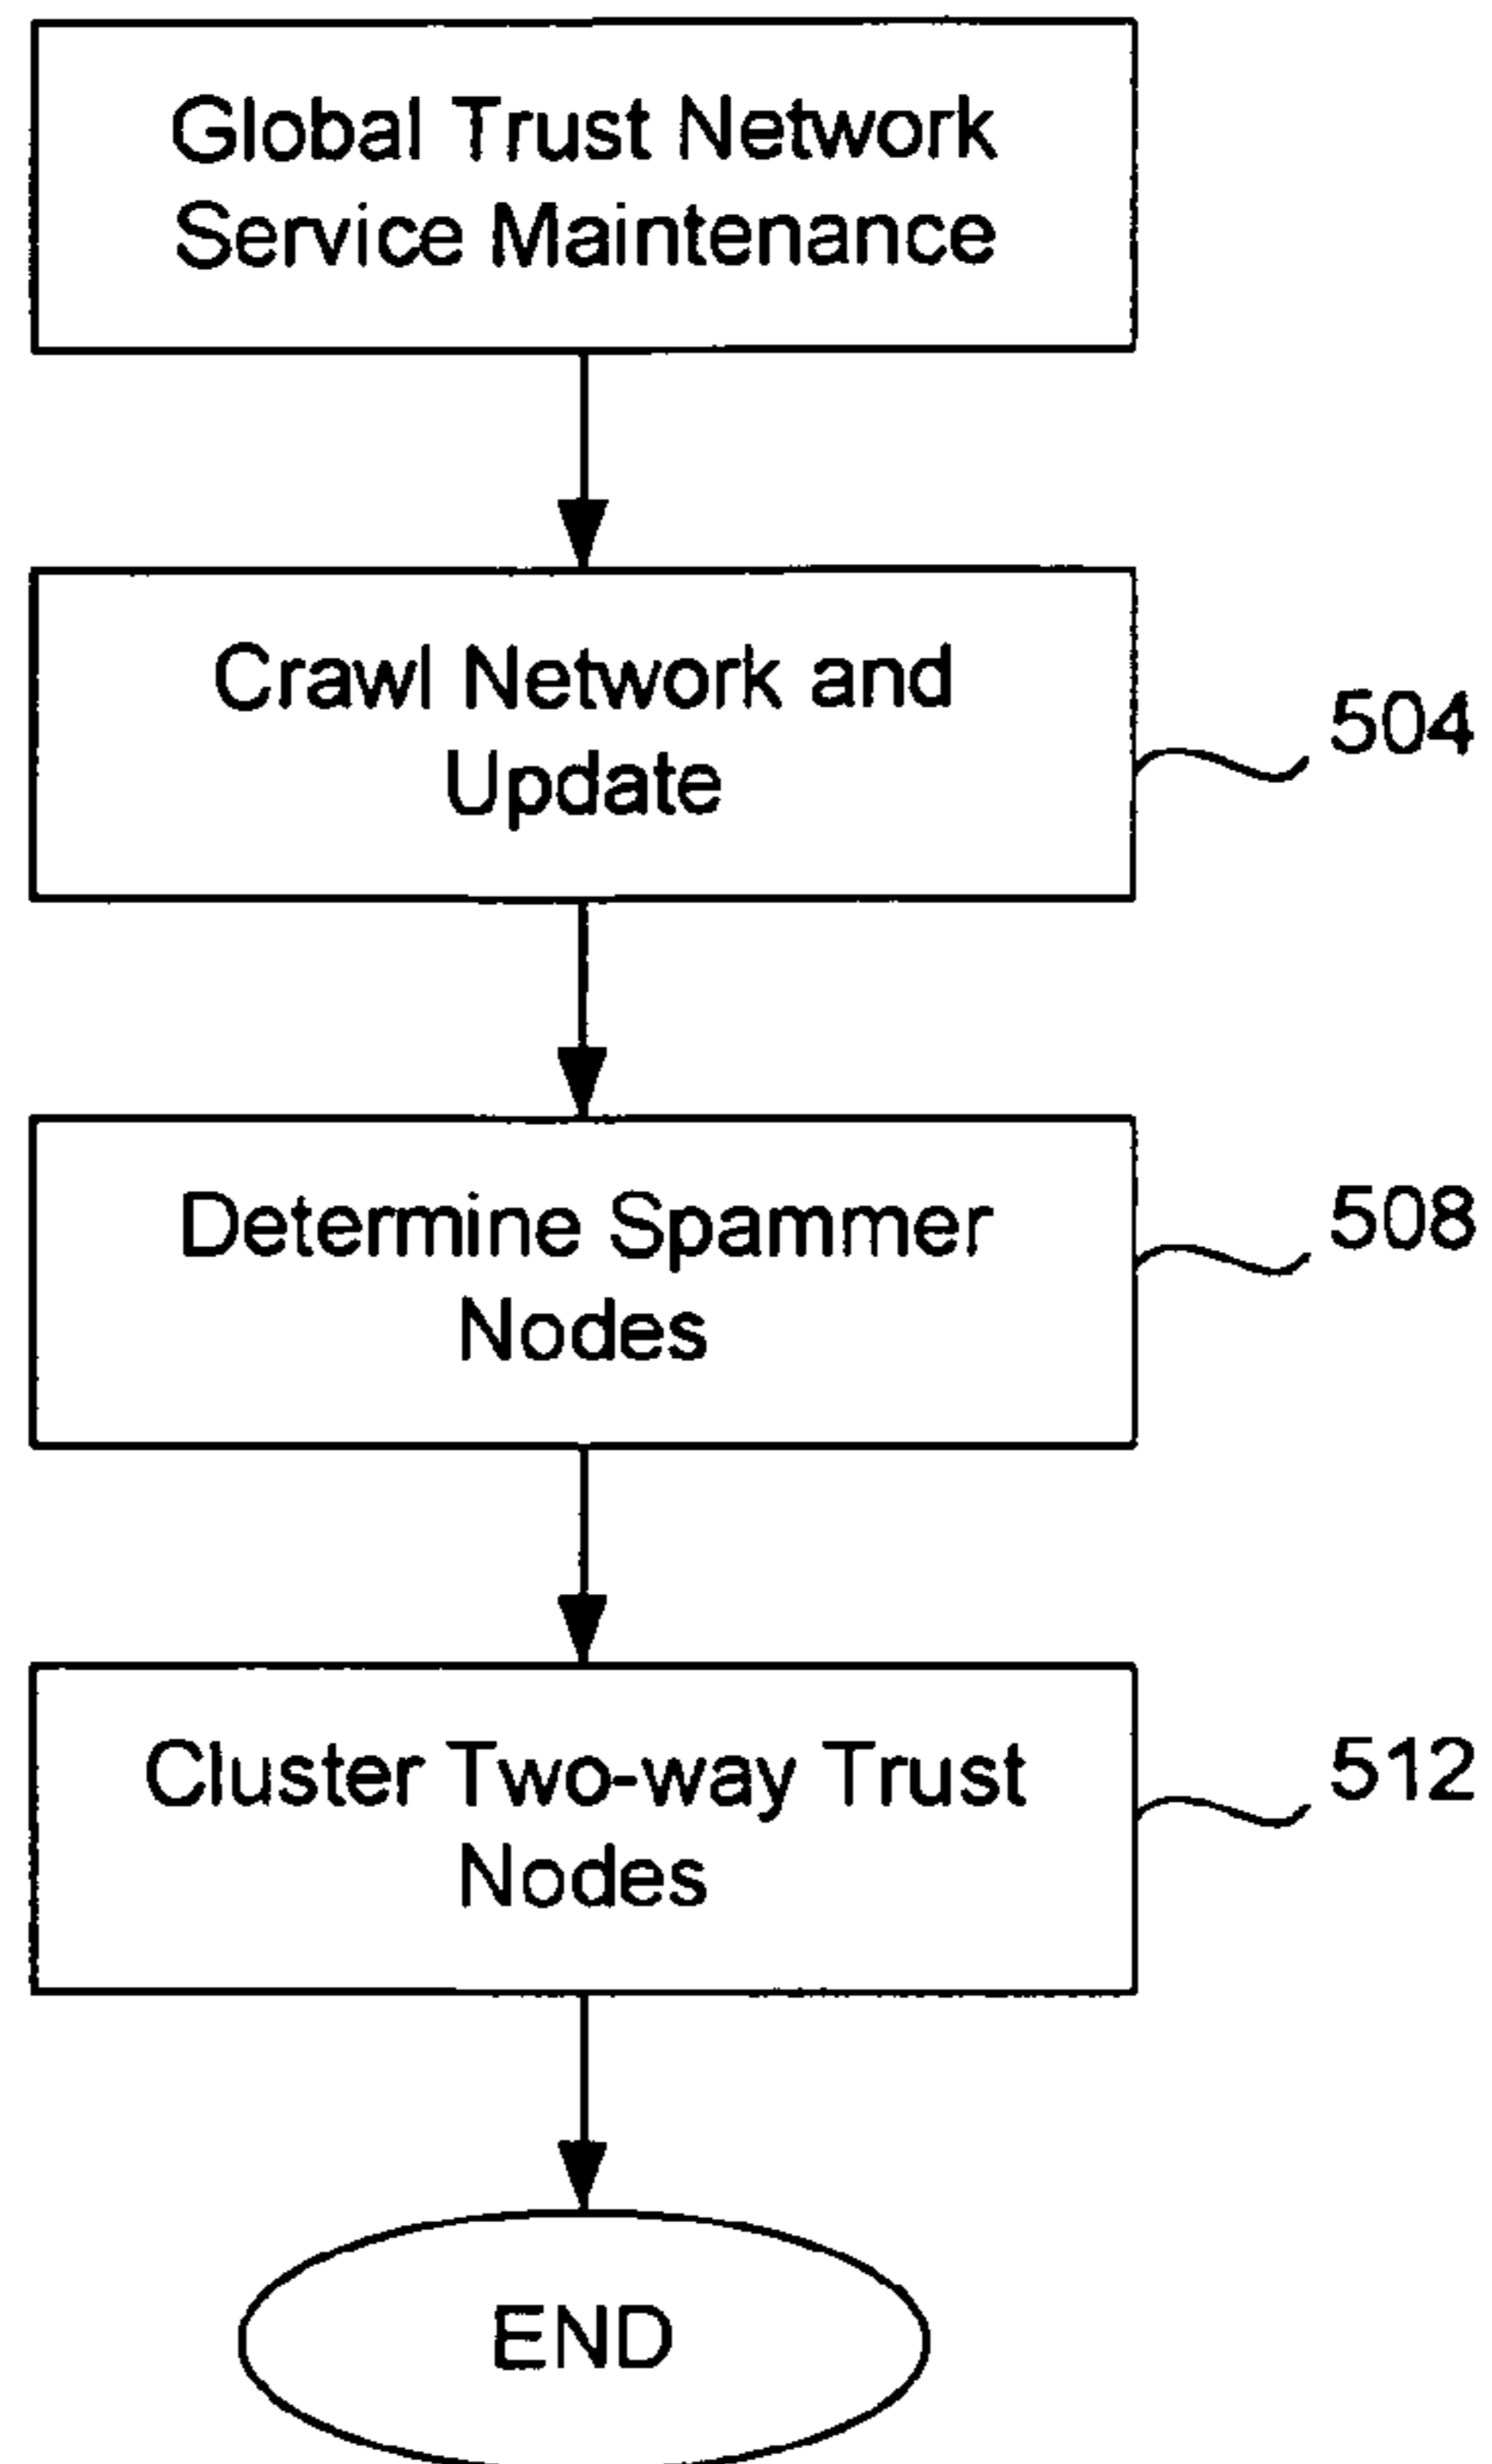 Global Trust Network
Service Maintenance
Crawl Network and
Update
504
Determine Spammer
Nodes
508
Cluster Two-way Trust
Nodes
512
END